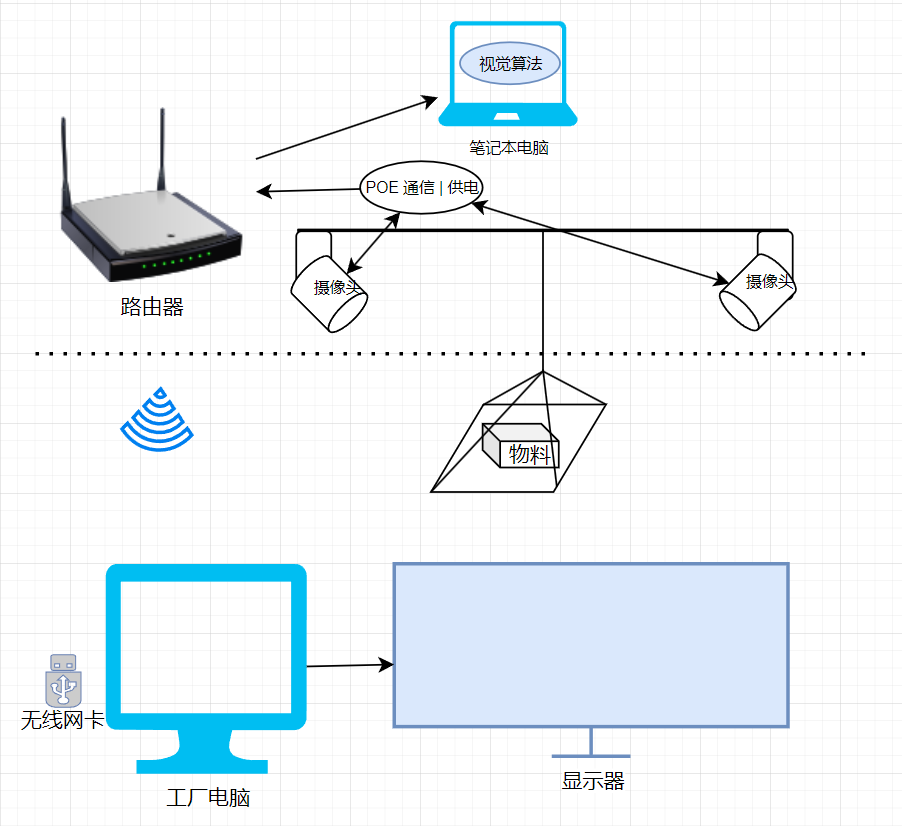 视觉算法
笔记本电脑
POE 通信 | 供电
摄像头
摄像头
路由器
物料
无线网卡
工厂电脑
显示器